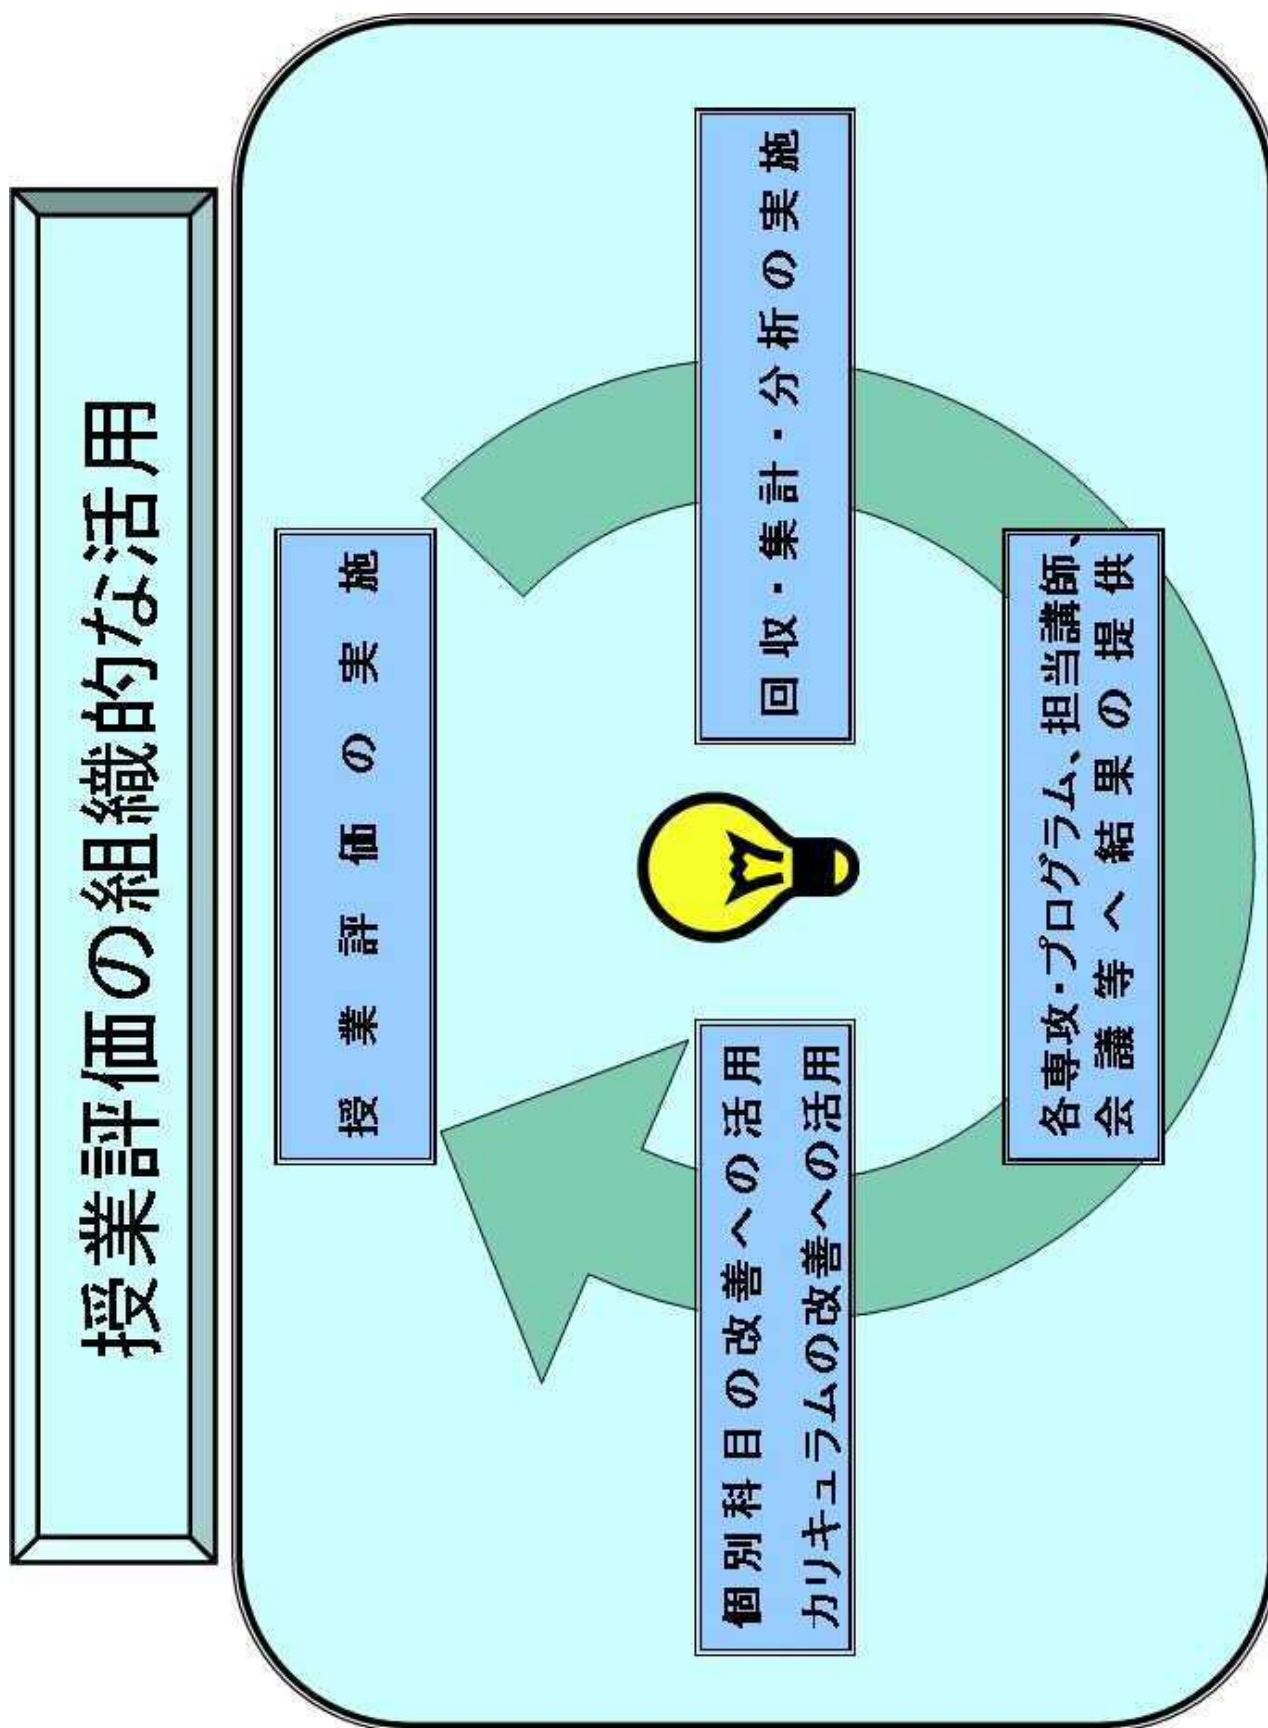 授業評価の組織的な活用
授業評価の実施
回収・集計・分析の実施
各専攻・プログラム、担当講師、
会議等へ結果の提供
個別科目の改善への活用
カリキュラムの改善への活用